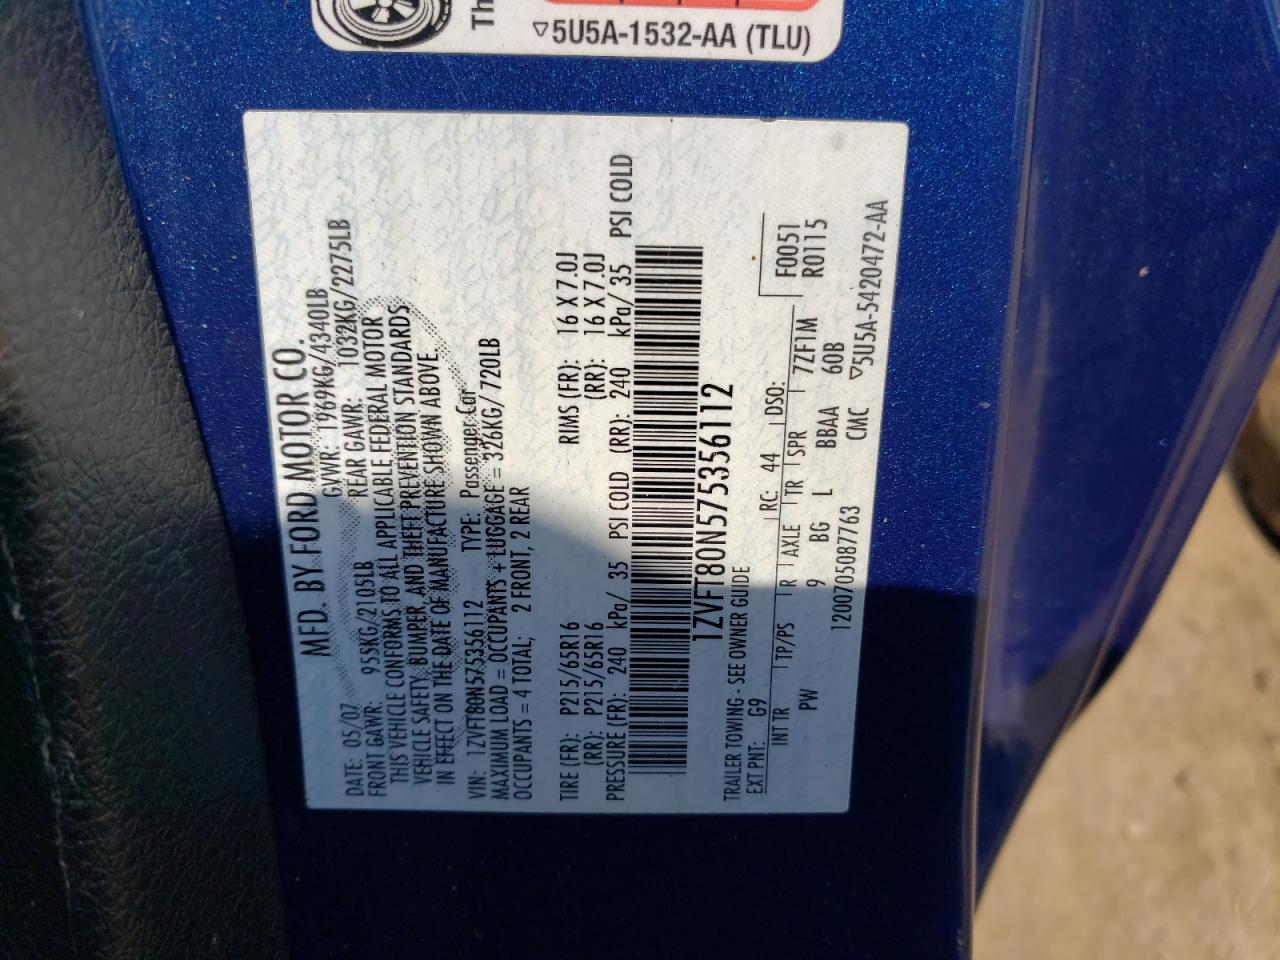 Th
▽5U5A-1532-AA (TLU)
MFD. BY FORD MOTOR CO.
DATE: 05/07 GVWR: 1969KG/4340LB
FRONT GAWR: 955KG/2105LB REAR GAWR: 1032KG/2275LB
THIS VEHICLE CONFORMS TO ALL APPLICABLE FEDERAL MOTOR
VEHICLE SAFETY, BUMPER, AND THEFT PREVENTION STANDARDS
IN EFFECT ON THE DATE OF MANUFACTURE SHOWN ABOVE.
VIN: 1ZVFT80N575356112 TYPE: Passenger Car
MAXIMUM LOAD = OCCUPANTS + LUGGAGE = 326KG/ 720LB
OCCUPANTS = 4 TOTAL; 2 FRONT, 2 REAR
TIRE (FR): P215/65R16 RIMS (FR): 16 X 7.0J
(RR): P215/65R16 (RR): 16 X 7.0J
PRESSURE (FR): 240 kPa/ 35 PSI COLD (RR): 240 kPa/ 35 PSI COLD
1ZVFT80N575356112
TRAILER TOWING - SEE OWNER GUIDE
EXT PNT: G9 RC: 44 DSO: F0051
INT TR TP/PS R AXLE TR SPR 7ZF1M R0115
PW 9 BG L BBAA 60B
1200705087763 CMC ▽5U5A-5420472-AA